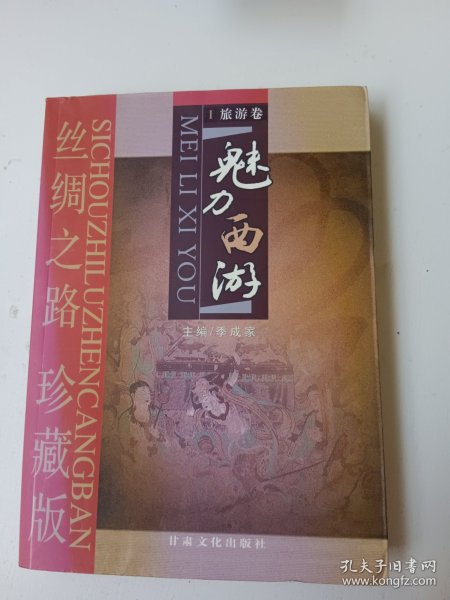 1 旅游卷
魅力西游
MEI LI XI YOU
主编/季成家
丝绸之路 珍藏版
SICHOUZHILUZHENCANGBAN
甘肃文化出版社
孔夫子旧书网
www.kongfz.com